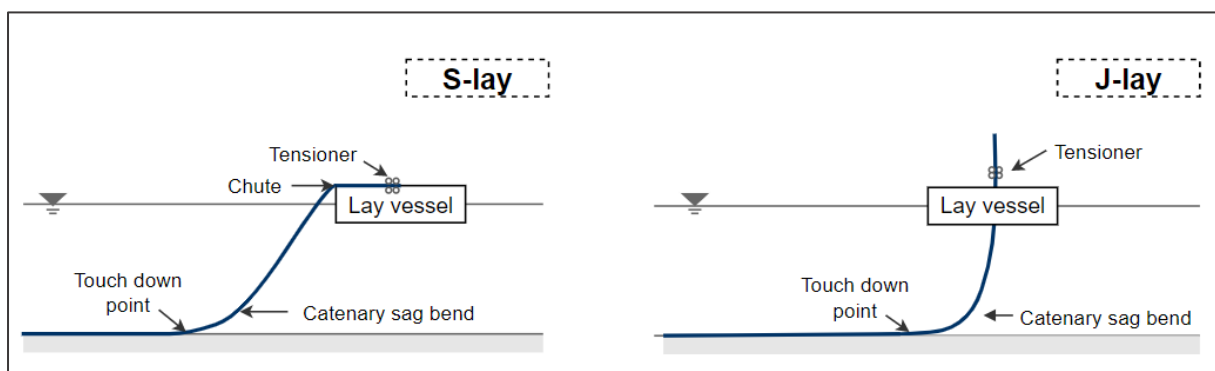 S-lay
Tensioner
Chute
Lay vessel
Touch down
point
Catenary sag bend
J-lay
Tensioner
Lay vessel
Touch down
point
Catenary sag bend